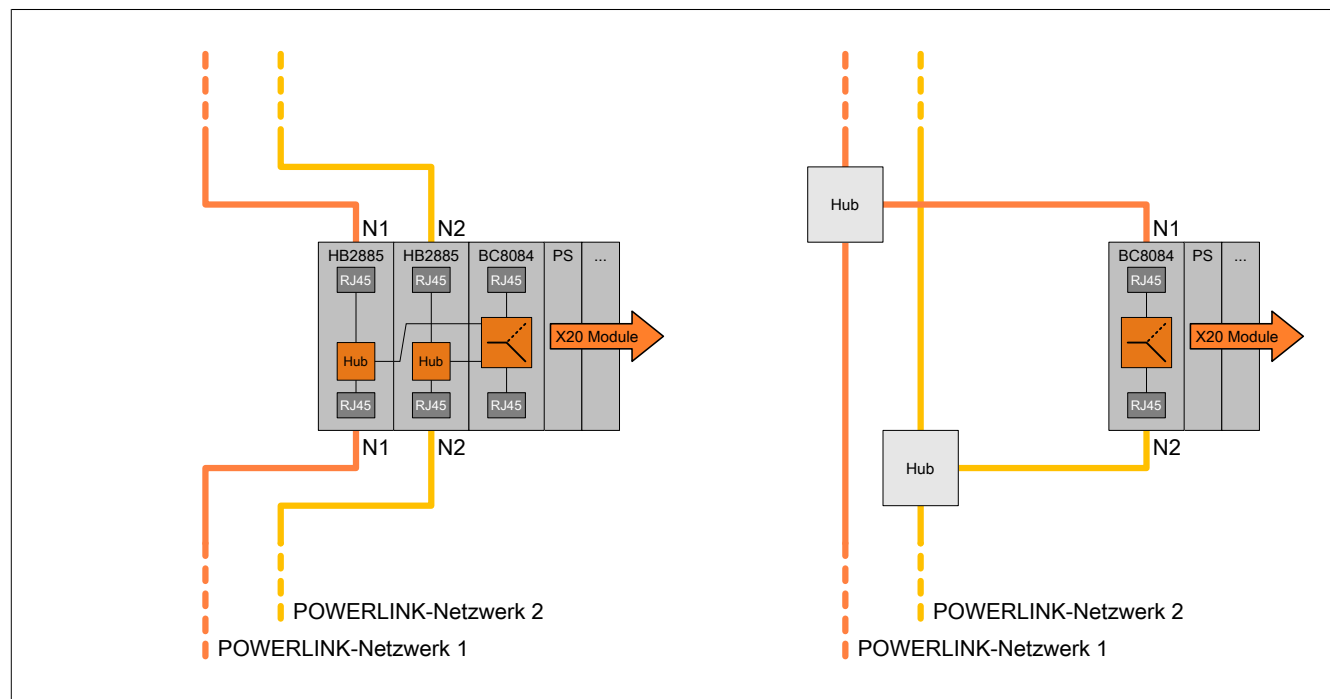 N1 N2
HB2885 HB2885 BC8084 PS ...
RJ45 RJ45 RJ45
X20 Module
Hub Hub
RJ45 RJ45 RJ45
N1 N2
POWERLINK-Netzwerk 2
POWERLINK-Netzwerk 1
Hub
N1
BC8084 PS ...
RJ45
X20 Module
RJ45
N2
Hub
POWERLINK-Netzwerk 2
POWERLINK-Netzwerk 1